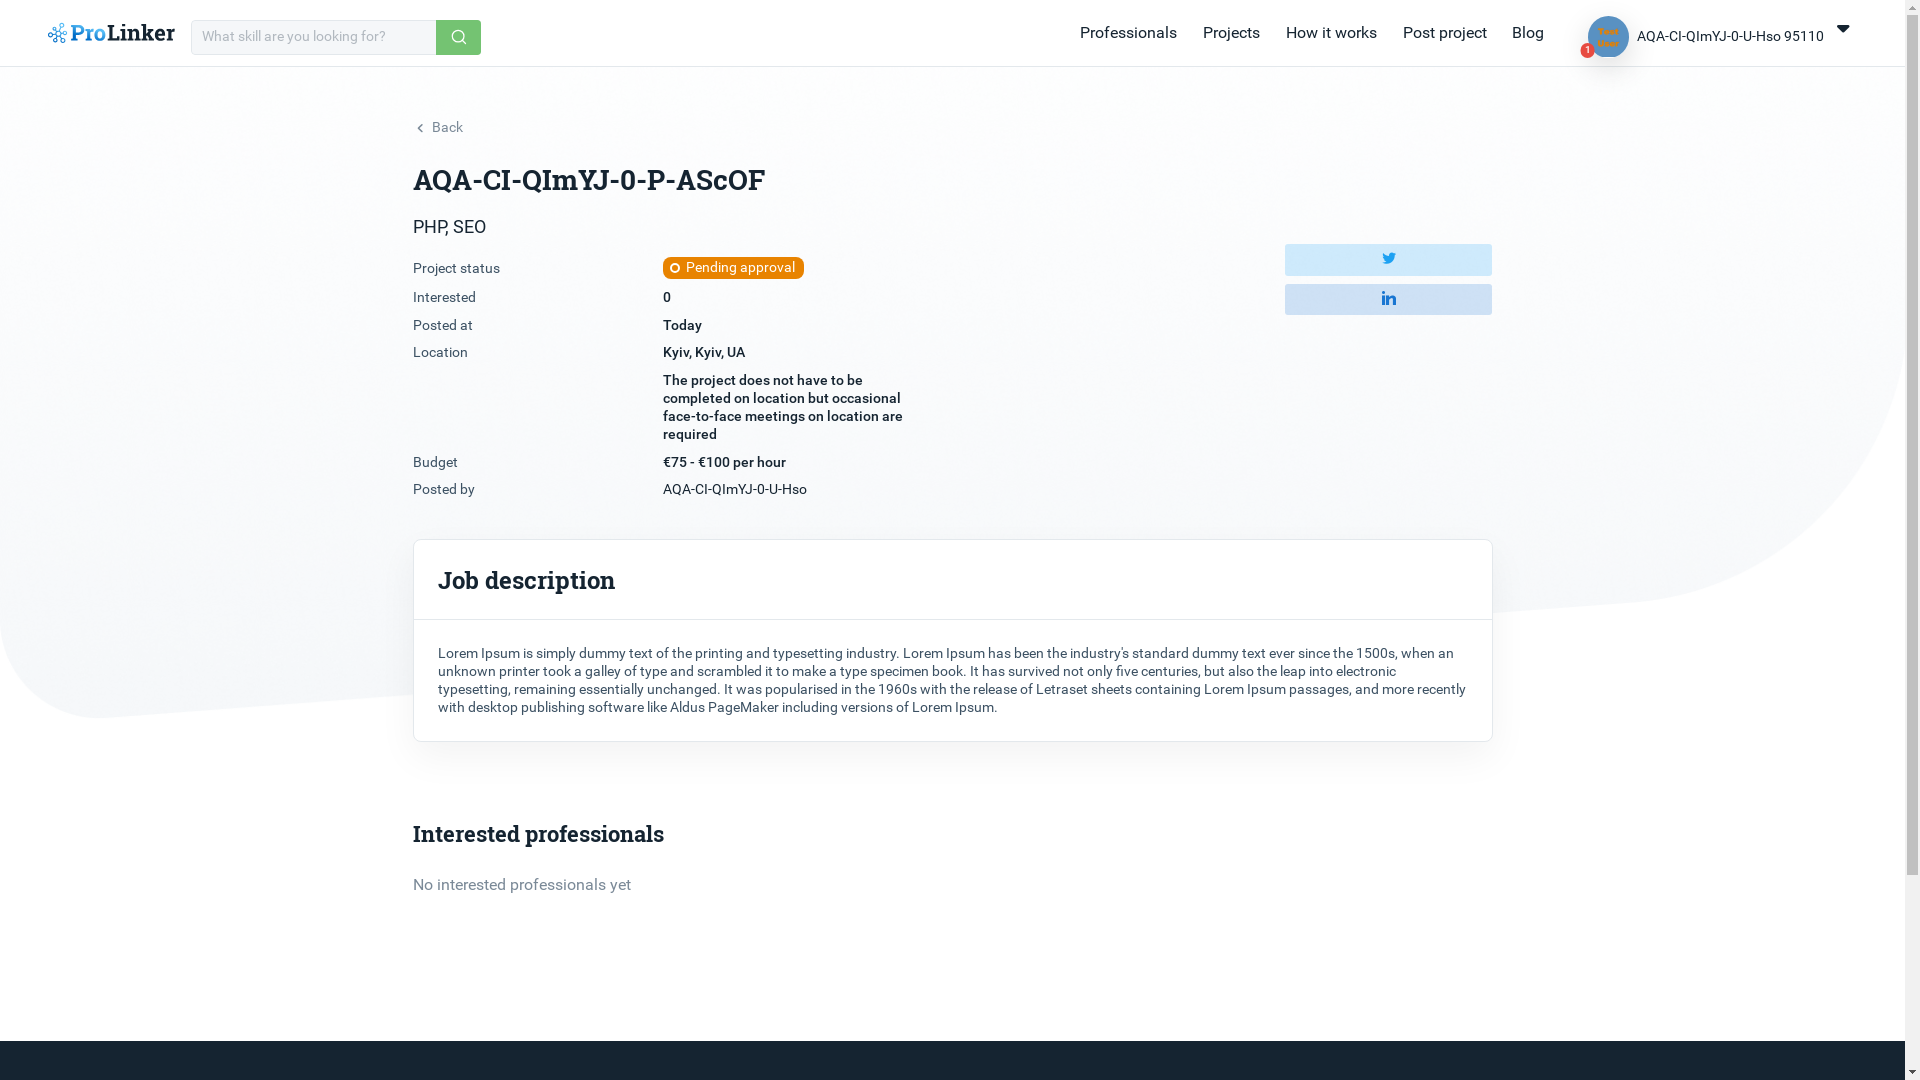 ProLinker
What skill are you looking for?
Professionals
Projects
How it works
Post project
Blog
Test
User
1
AQA-CI-QImYJ-0-U-Hso 95110
Back
AQA-CI-QImYJ-0-P-AScOF
PHP, SEO
Project status
Pending approval
Interested
0
Posted at
Today
Location
Kyiv, Kyiv, UA
The project does not have to be
completed on location but occasional
face-to-face meetings on location are
required
Budget
€75 - €100 per hour
Posted by
AQA-CI-QImYJ-0-U-Hso
Job description
Lorem Ipsum is simply dummy text of the printing and typesetting industry. Lorem Ipsum has been the industry's standard dummy text ever since the 1500s, when an
unknown printer took a galley of type and scrambled it to make a type specimen book. It has survived not only five centuries, but also the leap into electronic
typesetting, remaining essentially unchanged. It was popularised in the 1960s with the release of Letraset sheets containing Lorem Ipsum passages, and more recently
with desktop publishing software like Aldus PageMaker including versions of Lorem Ipsum.
Interested professionals
No interested professionals yet